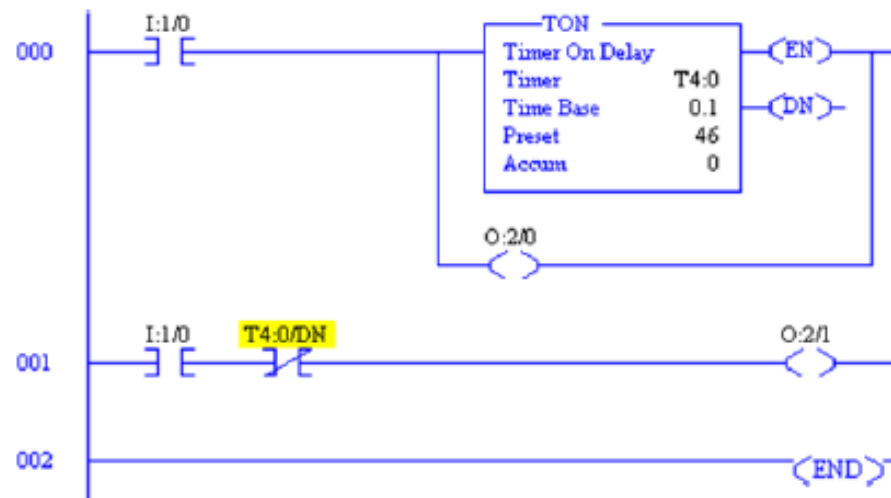 I:1/0
TON
000
Timer On Delay
EN
Timer T4:0
Time Base 0.1
DN
Preset 46
Accum 0
O:2/0
I:1/0 T4:0/DN O:2/1
001
002
END